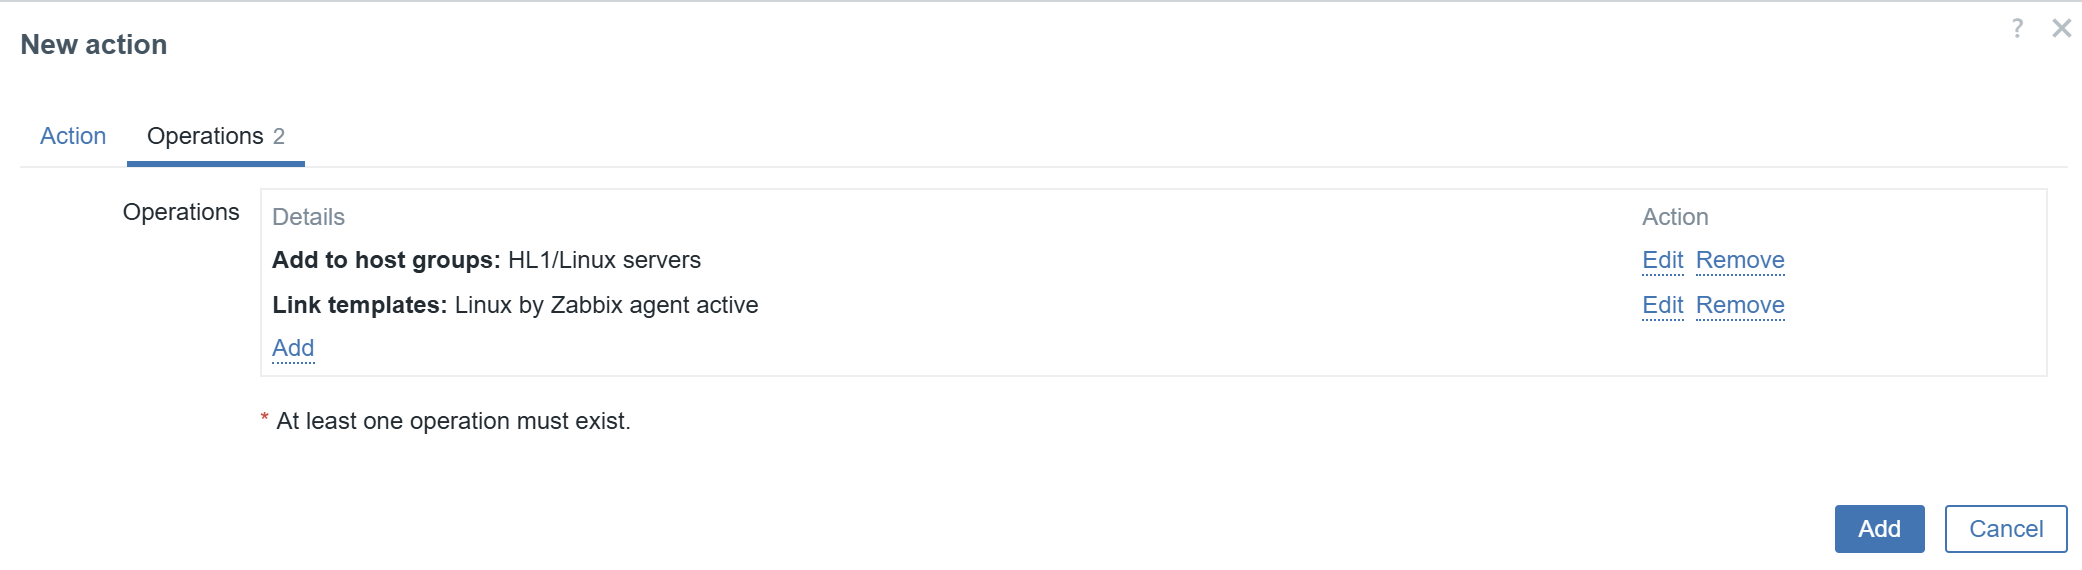 New action
?
Action Operations 2
Operations
Details Action
Add to host groups: HL1/Linux servers Edit Remove
Link templates: Linux by Zabbix agent active Edit Remove
Add
* At least one operation must exist.
Add Cancel